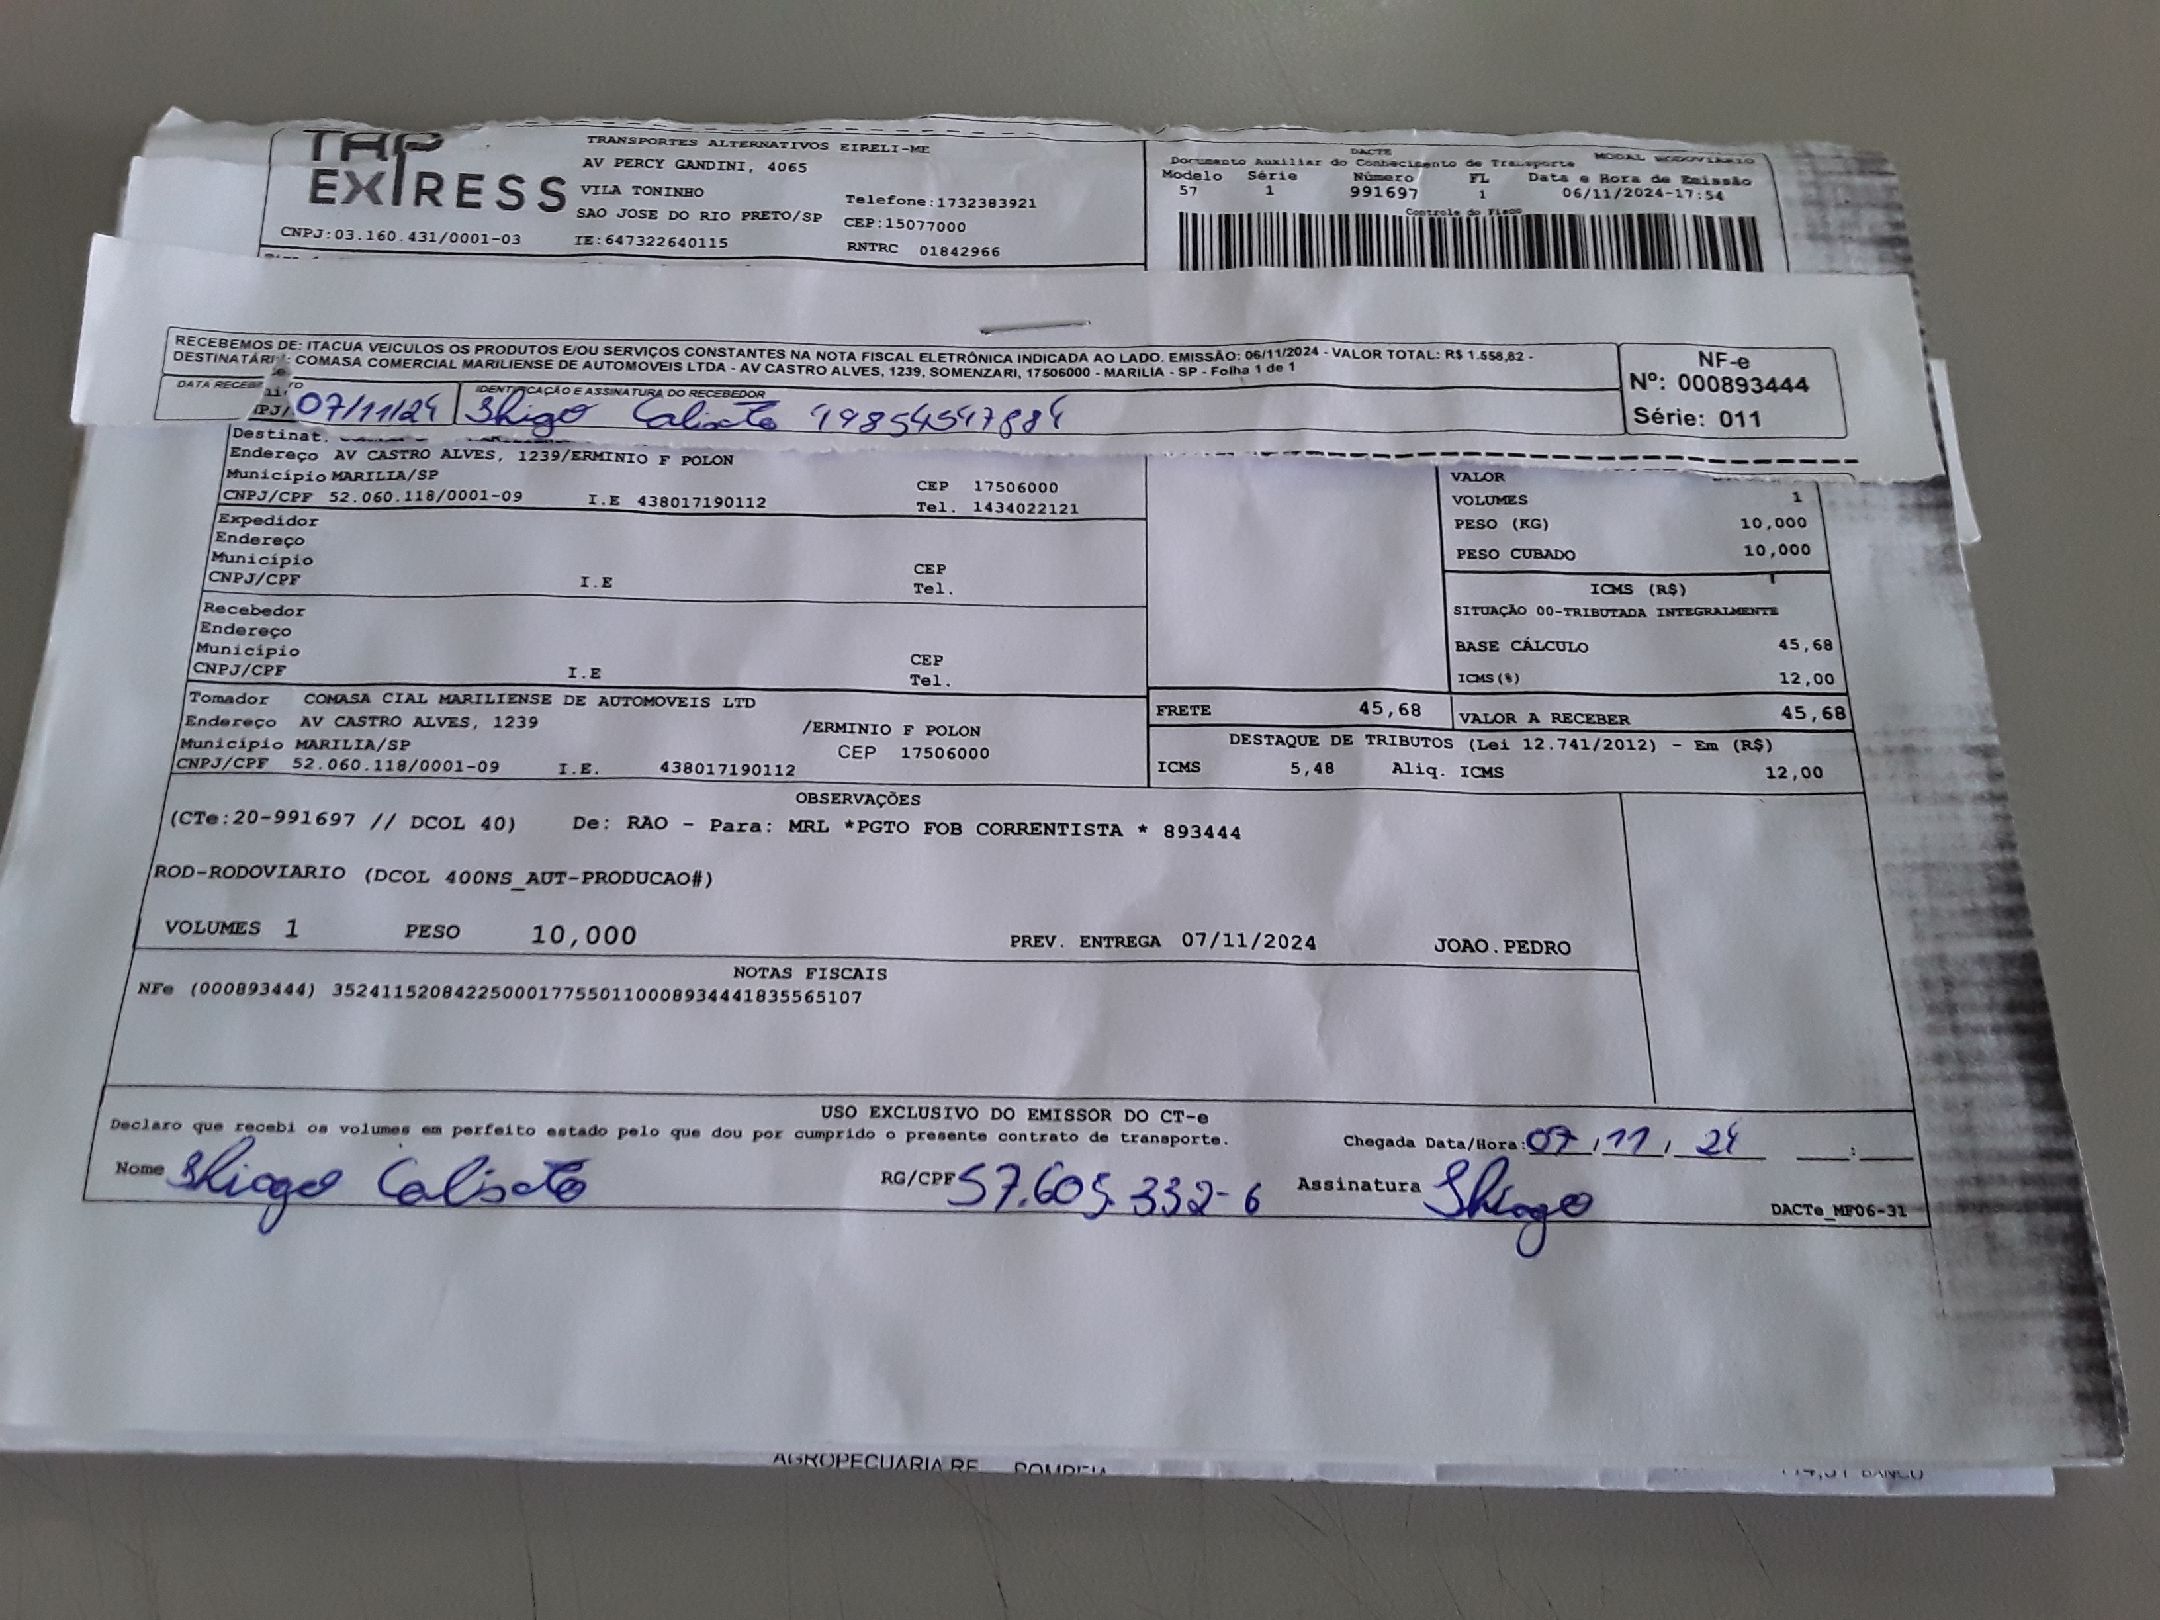 TAP
EXPRESS
TRANSPORTES ALTERNATIVOS EIRELI-ME
AV PERCY GANDINI, 4065
VILA TONINHO
SAO JOSE DO RIO PRETO/SP
Telefone:1732383921
CEP:15077000
CNPJ:03.160.431/0001-03 IE:647322640115 RNTRC 01842966
DACTE
Documento Auxiliar do Conhecimento de Transporte MODAL RODOVIÁRIO
Modelo Série Número FL Data e Hora de Emissão
57 1 991697 1 06/11/2024-17:54
Controle do Fisco
RECEBEMOS DE: ITACUA VEICULOS OS PRODUTOS E/OU SERVIÇOS CONSTANTES NA NOTA FISCAL ELETRÔNICA INDICADA AO LADO. EMISSÃO: 06/11/2024 - VALOR TOTAL: R$ 1.558,82 -
DESTINATÁRI : COMASA COMERCIAL MARILIENSE DE AUTOMOVEIS LTDA - AV CASTRO ALVES, 1239, SOMENZARI, 17506000 - MARILIA - SP - Folha 1 de 1
DATA RECEBI TO IDENTIFICAÇÃO E ASSINATURA DO RECEBEDOR
07/11/24 Thiago Calixto 49854547884
NF-e
Nº: 000893444
Série: 011
Destinat.
Endereço AV CASTRO ALVES, 1239/ERMINIO F POLON
Município MARILIA/SP CEP 17506000
CNPJ/CPF 52.060.118/0001-09 I.E 438017190112 Tel. 1434022121
Expedidor
Endereço
Município CEP
CNPJ/CPF I.E Tel.
Recebedor
Endereço
Município CEP
CNPJ/CPF I.E Tel.
VALOR
VOLUMES 1
PESO (KG) 10,000
PESO CUBADO 10,000
ICMS (R$)
SITUAÇÃO 00-TRIBUTADA INTEGRALMENTE
BASE CÁLCULO 45,68
ICMS(%) 12,00
Tomador COMASA CIAL MARILIENSE DE AUTOMOVEIS LTD
Endereço AV CASTRO ALVES, 1239 /ERMINIO F POLON
Município MARILIA/SP CEP 17506000
CNPJ/CPF 52.060.118/0001-09 I.E. 438017190112
FRETE 45,68 VALOR A RECEBER 45,68
DESTAQUE DE TRIBUTOS (Lei 12.741/2012) - Em (R$)
ICMS 5,48 Aliq. ICMS 12,00
OBSERVAÇÕES
(CTe:20-991697 // DCOL 40) De: RAO - Para: MRL *PGTO FOB CORRENTISTA * 893444
ROD-RODOVIARIO (DCOL 400NS_AUT-PRODUCAO#)
VOLUMES 1 PESO 10,000 PREV. ENTREGA 07/11/2024 JOAO.PEDRO
NOTAS FISCAIS
NFe (000893444) 35241152084225000177550110008934441835565107
USO EXCLUSIVO DO EMISSOR DO CT-e
Declaro que recebi os volumes em perfeito estado pelo que dou por cumprido o presente contrato de transporte. Chegada Data/Hora: 07/11/24 :
Nome Thiago Calixto RG/CPF 57.605.332-6 Assinatura Thiago
DACTe_MF06-31
AGROPECUARIA RE POMPEIA